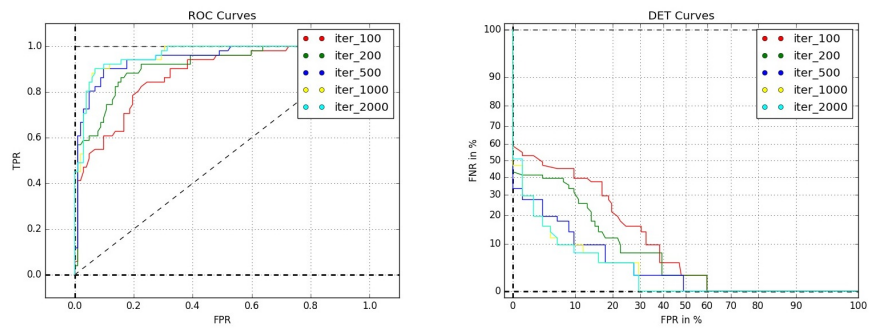 ROC Curves
1.0
0.8
0.6
0.4
0.2
0.0
TPR
0.0 0.2 0.4 0.6 0.8 1.0
FPR
iter_100
iter_200
iter_500
iter_1000
iter_2000
DET Curves
100
90
80
70
60
50
40
30
20
10
0
FNR in %
0 10 20 30 40 50 60 70 80 90 100
FPR in %
iter_100
iter_200
iter_500
iter_1000
iter_2000